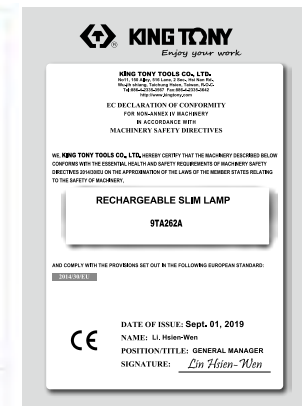 KING TONY
Enjoy your work
KING TONY TOOLS CO., LTD.
EC DECLARATION OF CONFORMITY
FOR NON-ANNEX IV MACHINERY
IN ACCORDANCE WITH
MACHINERY SAFETY DIRECTIVES
WE, KING TONY TOOLS CO., LTD. HEREBY CERTIFY THAT THE MACHINERY DESCRIBED BELOW
CONFORMS WITH THE ESSENTIAL HEALTH AND SAFETY REQUIREMENTS OF MACHINERY SAFETY
DIRECTIVES 2014/30/EU ON THE APPROXIMATION OF THE LAWS OF THE MEMBER STATES RELATING
TO THE SAFETY OF MACHINERY.
RECHARGEABLE SLIM LAMP
9TA262A
AND COMPLY WITH THE PROVISIONS SET OUT IN THE FOLLOWING EUROPEAN STANDARD:
2014/30/EU
CE
DATE OF ISSUE: Sept. 01, 2019
NAME: Li. Hsien-Wen
POSITION/TITLE: GENERAL MANAGER
SIGNATURE: Lin Hsien-Wen